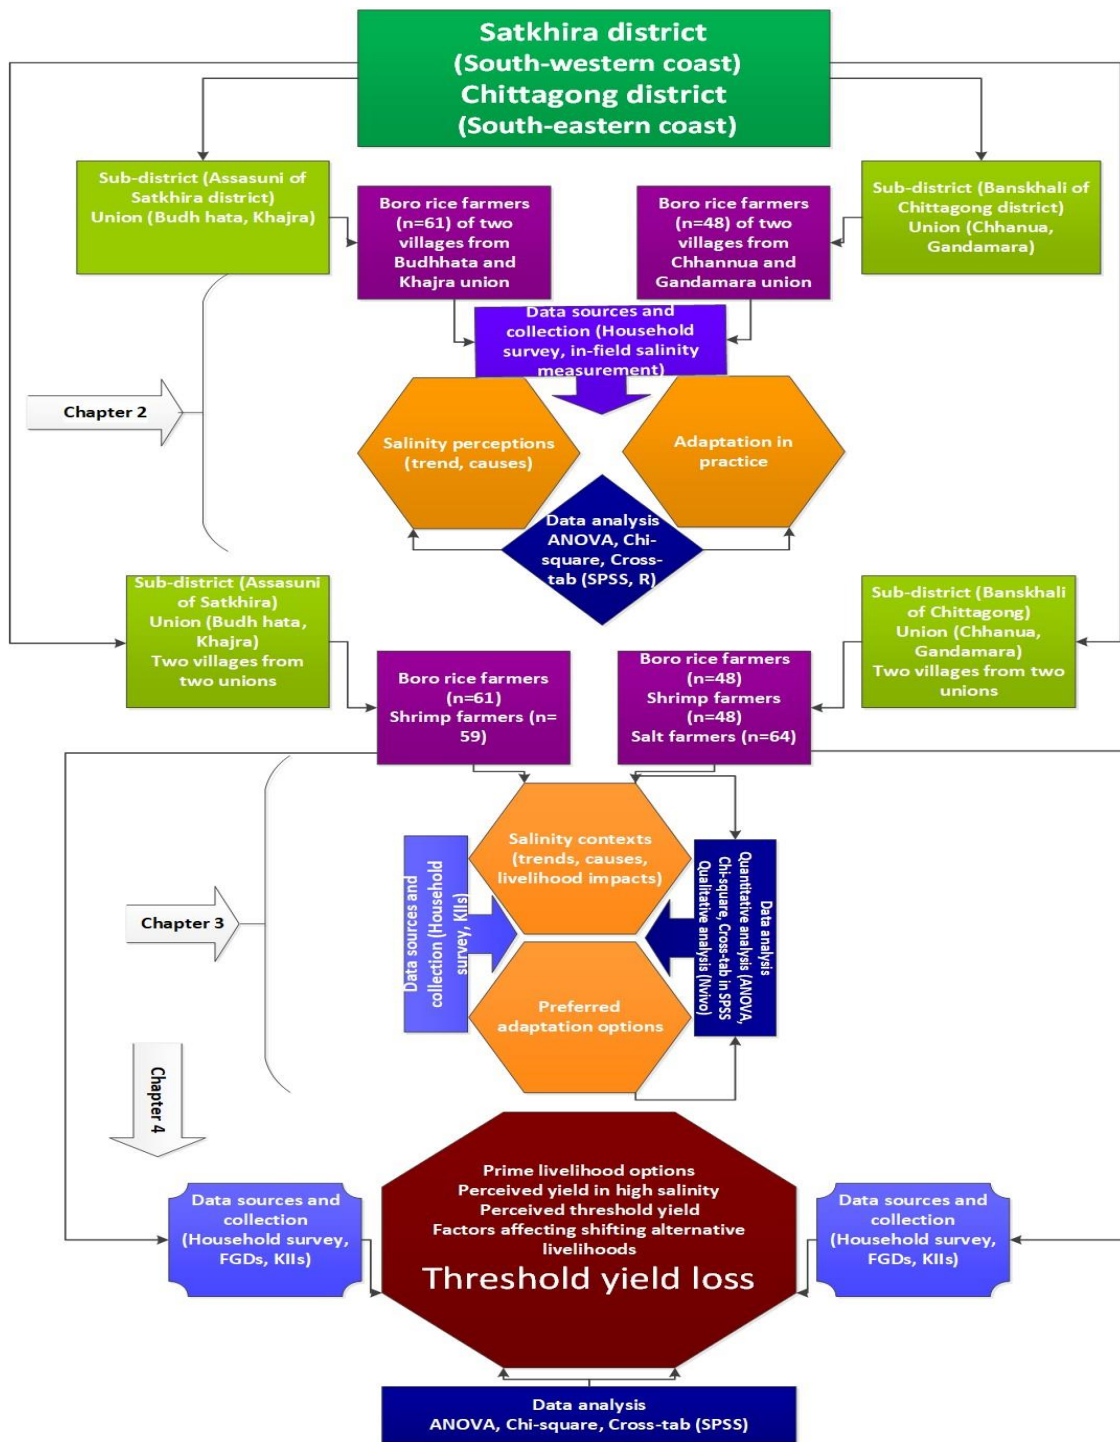 Satkhira district
(South-western coast)
Chittagong district
(South-eastern coast)
Sub-district (Assasuni of
Satkhira district)
Union (Budh hata, Khajra)
Boro rice farmers
(n=61) of two
villages from
Budhhata and
Khajra union
Boro rice farmers
(n=48) of two
villages from
Chhannua and
Gandamara union
Sub-district (Banskhali of
Chittagong district)
Union (Chhanua,
Gandamara)
Data sources and
collection (Household
survey, in-field salinity
measurement)
Chapter 2
Salinity perceptions
(trend, causes)
Adaptation in
practice
Data analysis
ANOVA, Chi-
square, Cross-
tab (SPSS, R)
Sub-district (Assasuni
of Satkhira)
Union (Budh hata,
Khajra)
Two villages from
two unions
Boro rice farmers
(n=61)
Shrimp farmers (n=
59)
Boro rice farmers
(n=48)
Shrimp farmers
(n=48)
Salt farmers (n=64)
Sub-district (Banskhali
of Chittagong)
Union (Chhanua,
Gandamara)
Two villages from two
unions
Chapter 3
Data sources and
collection (Household
survey, KIIs)
Salinity contexts
(trends, causes,
livelihood impacts)
Preferred
adaptation options
Data analysis
Quantitative analysis (ANOVA,
Chi-square, Cross-tab in SPSS
Qualitative analysis (Nvivo)
Chapter 4
Data sources and
collection
(Household survey,
FGDs, KIIs)
Prime livelihood options
Perceived yield in high salinity
Perceived threshold yield
Factors affecting shifting alternative
livelihoods
Threshold yield loss
Data sources and
collection
(Household survey,
FGDs, KIIs)
Data analysis
ANOVA, Chi-square, Cross-tab (SPSS)